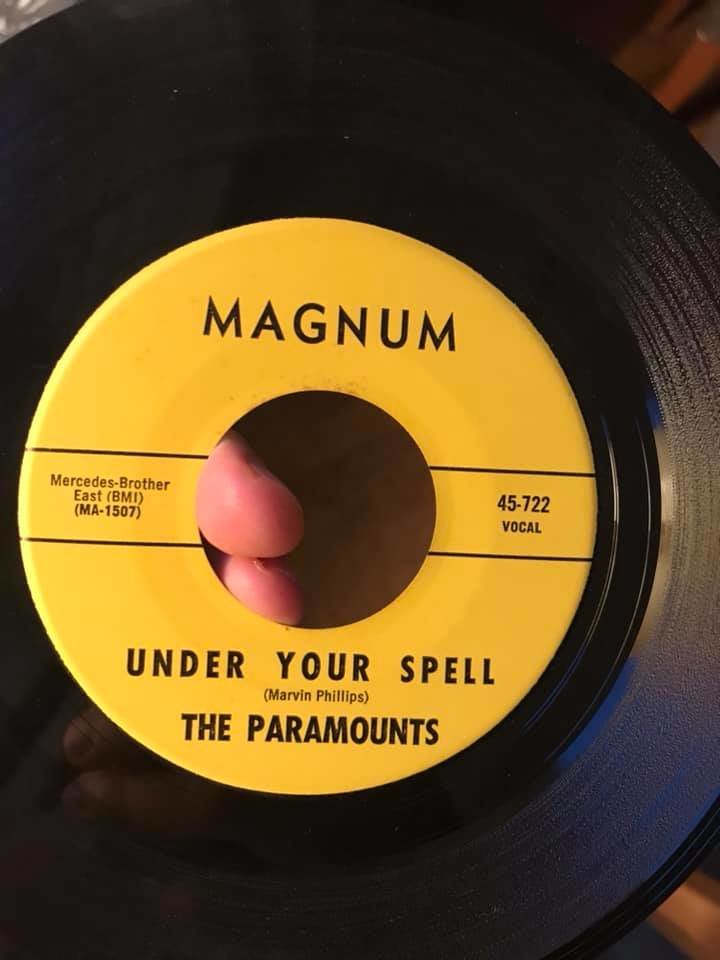 MAGNUM
Mercedes-Brother
East (BMI)
(MA-1507)
45-722
VOCAL
UNDER YOUR SPELL
(Marvin Phillips)
THE PARAMOUNTS